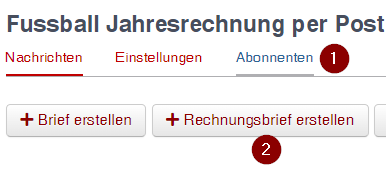 Fussball Jahresrechnung per Post
Nachrichten Einstellungen Abonnenten 1
+ Brief erstellen + Rechnungsbrief erstellen
2